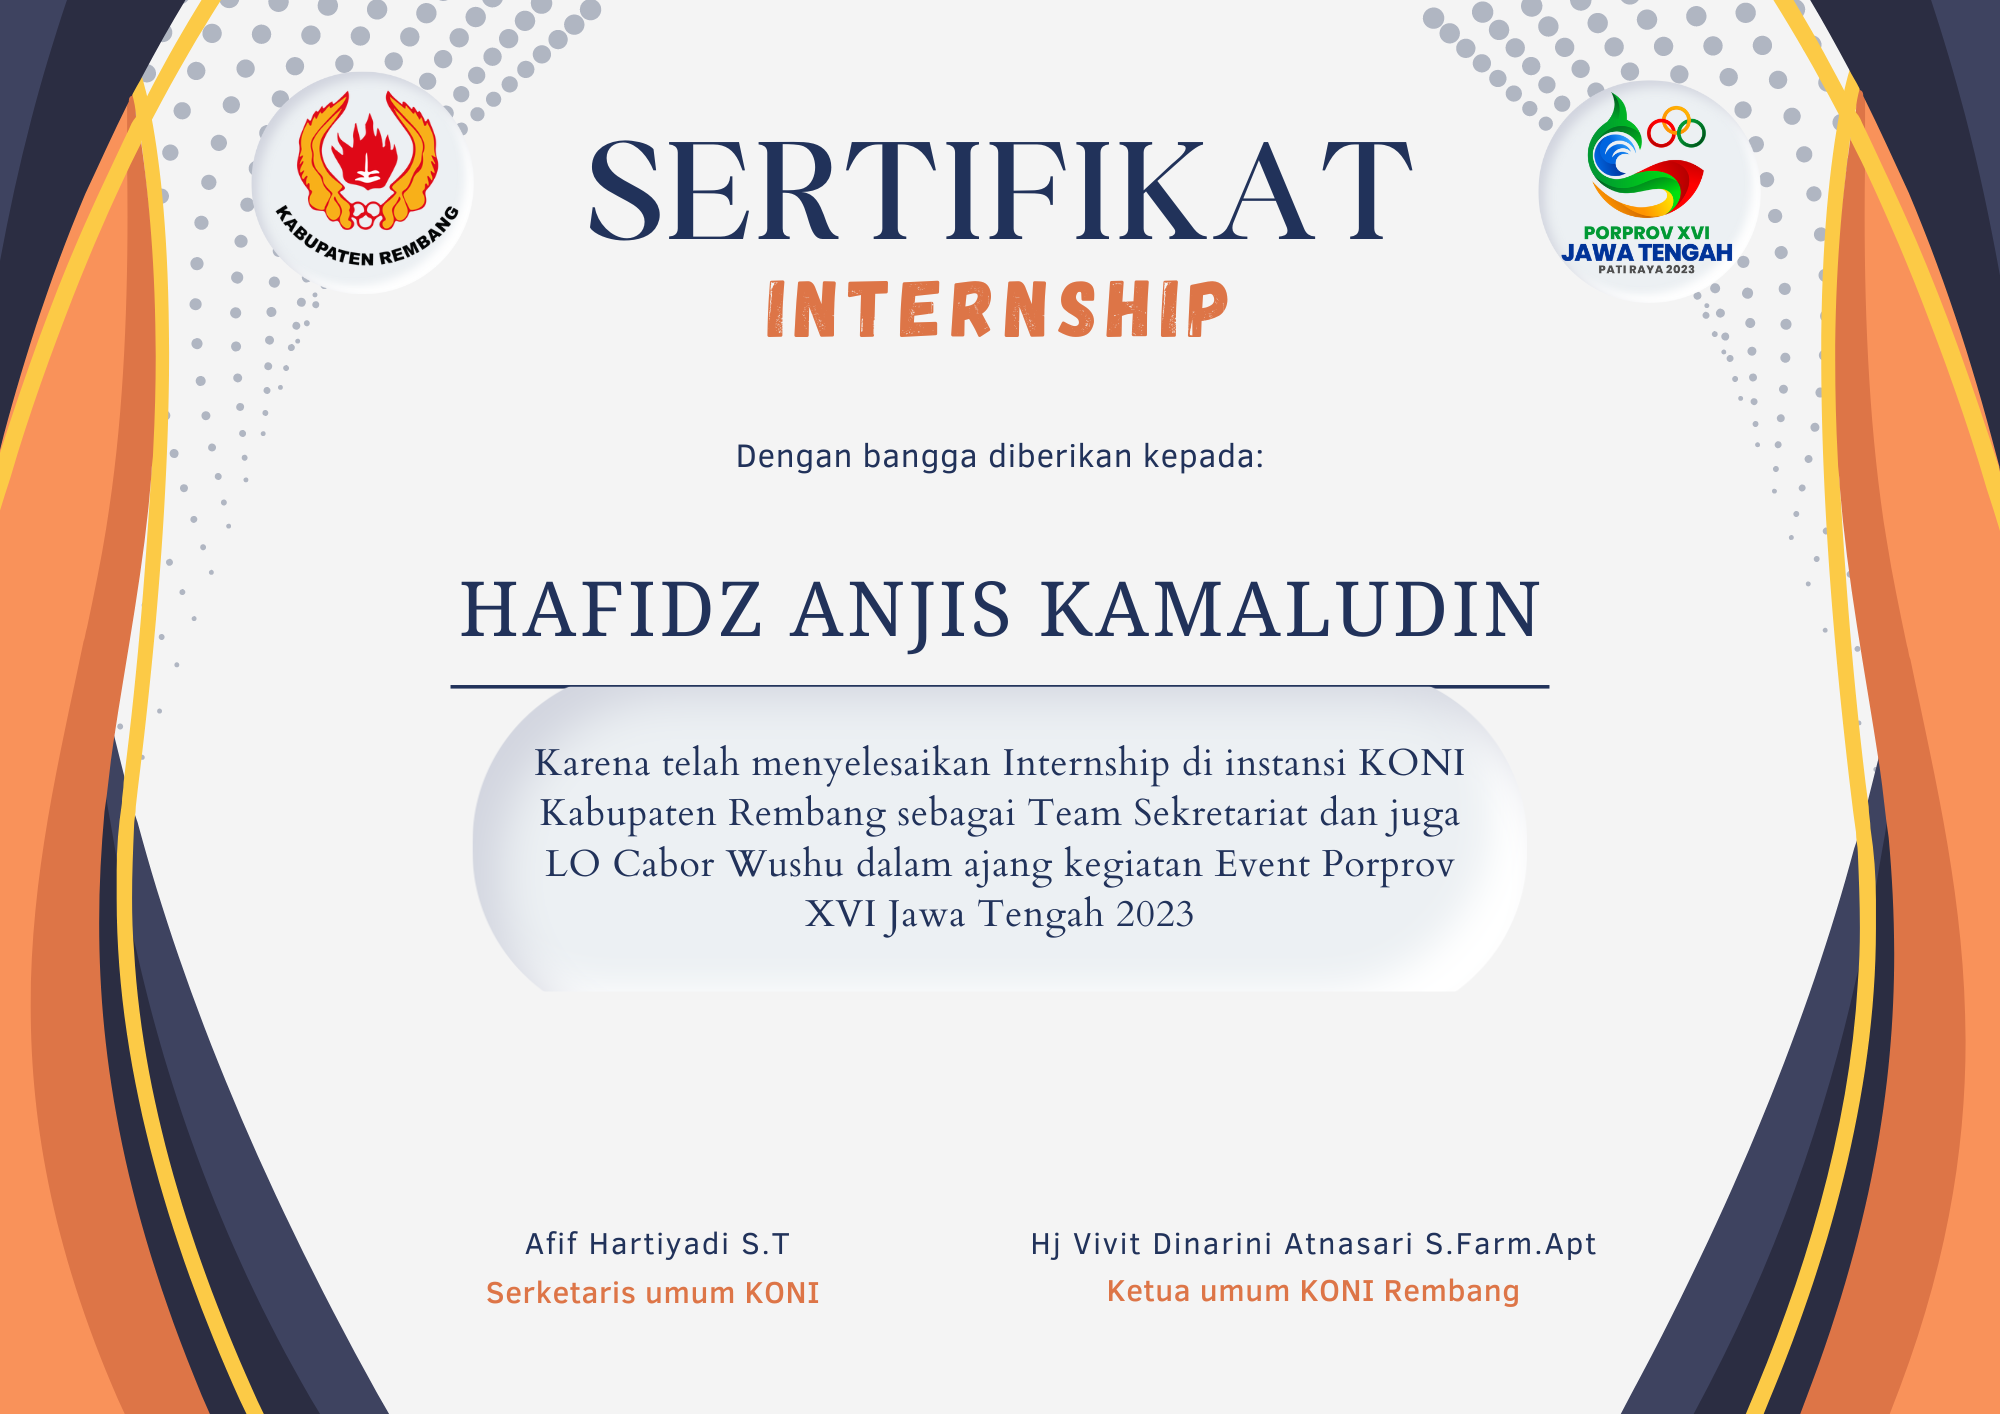 KABUPATEN REMBANG
PORPROV XVI
JAWA TENGAH
PATI RAYA 2023
SERTIFIKAT
INTERNSHIP
Dengan bangga diberikan kepada:
HAFIDZ ANJIS KAMALUDIN
Karena telah menyelesaikan Internship di instansi KONI
Kabupaten Rembang sebagai Team Sekretariat dan juga
LO Cabor Wushu dalam ajang kegiatan Event Porprov
XVI Jawa Tengah 2023
Afif Hartiyadi S.T
Serketaris umum KONI
Hj Vivit Dinarini Atnasari S.Farm.Apt
Ketua umum KONI Rembang